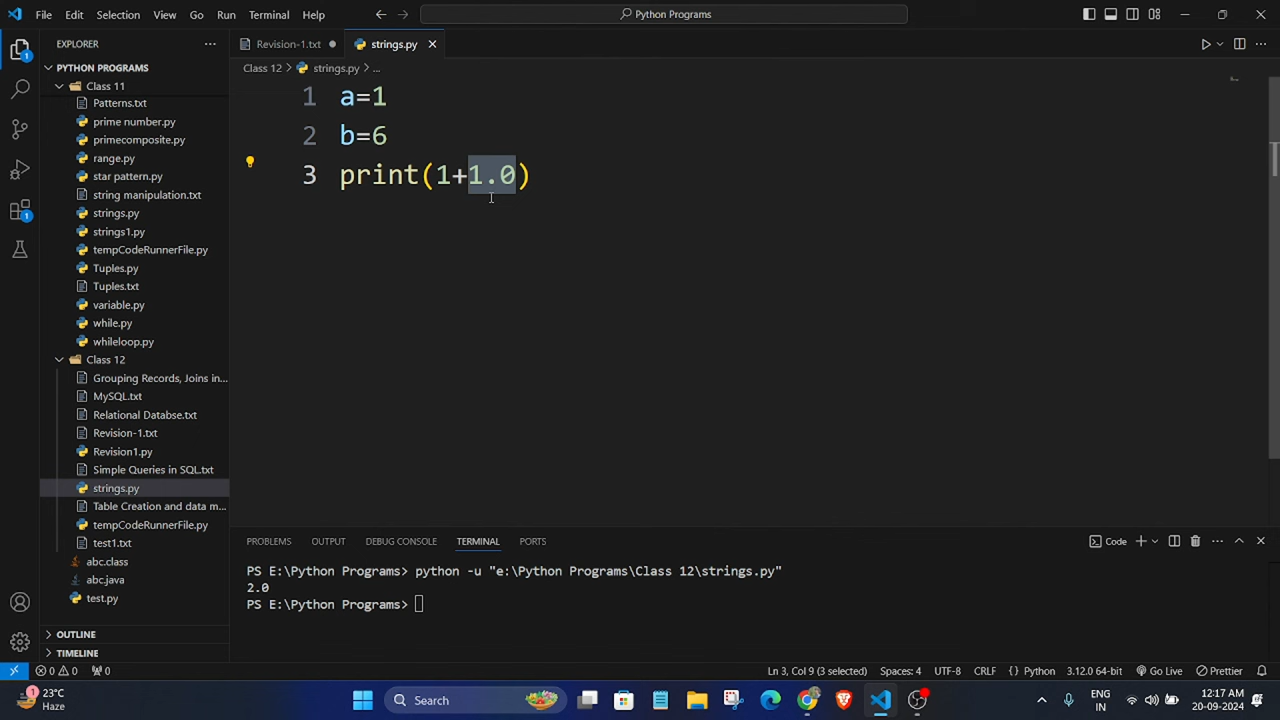 File Edit Selection View Go Run Terminal Help
Python Programs
EXPLORER
PYTHON PROGRAMS
Class 11
Patterns.txt
prime number.py
primecomposite.py
range.py
star pattern.py
string manipulation.txt
strings.py
strings1.py
tempCodeRunnerFile.py
Tuples.py
Tuples.txt
variable.py
while.py
whileloop.py
Class 12
Grouping Records, Joins in...
MySQL.txt
Relational Databse.txt
Revision-1.txt
Revision1.py
Simple Queries in SQL.txt
strings.py
Table Creation and data m...
tempCodeRunnerFile.py
test1.txt
abc.class
abc.java
test.py
OUTLINE
TIMELINE
1
1
Revision-1.txt strings.py
Class 12 > strings.py > ...
1 a=1
2 b=6
3 print(1+1.0)
PROBLEMS OUTPUT DEBUG CONSOLE TERMINAL PORTS
Code
PS E:\Python Programs> python -u "e:\Python Programs\Class 12\strings.py"
2.0
PS E:\Python Programs>
0 0 0 Ln 3, Col 9 (3 selected) Spaces: 4 UTF-8 CRLF {} Python 3.12.0 64-bit Go Live Prettier
1 23°C
Haze
Search
ENG
IN
12:17 AM
20-09-2024